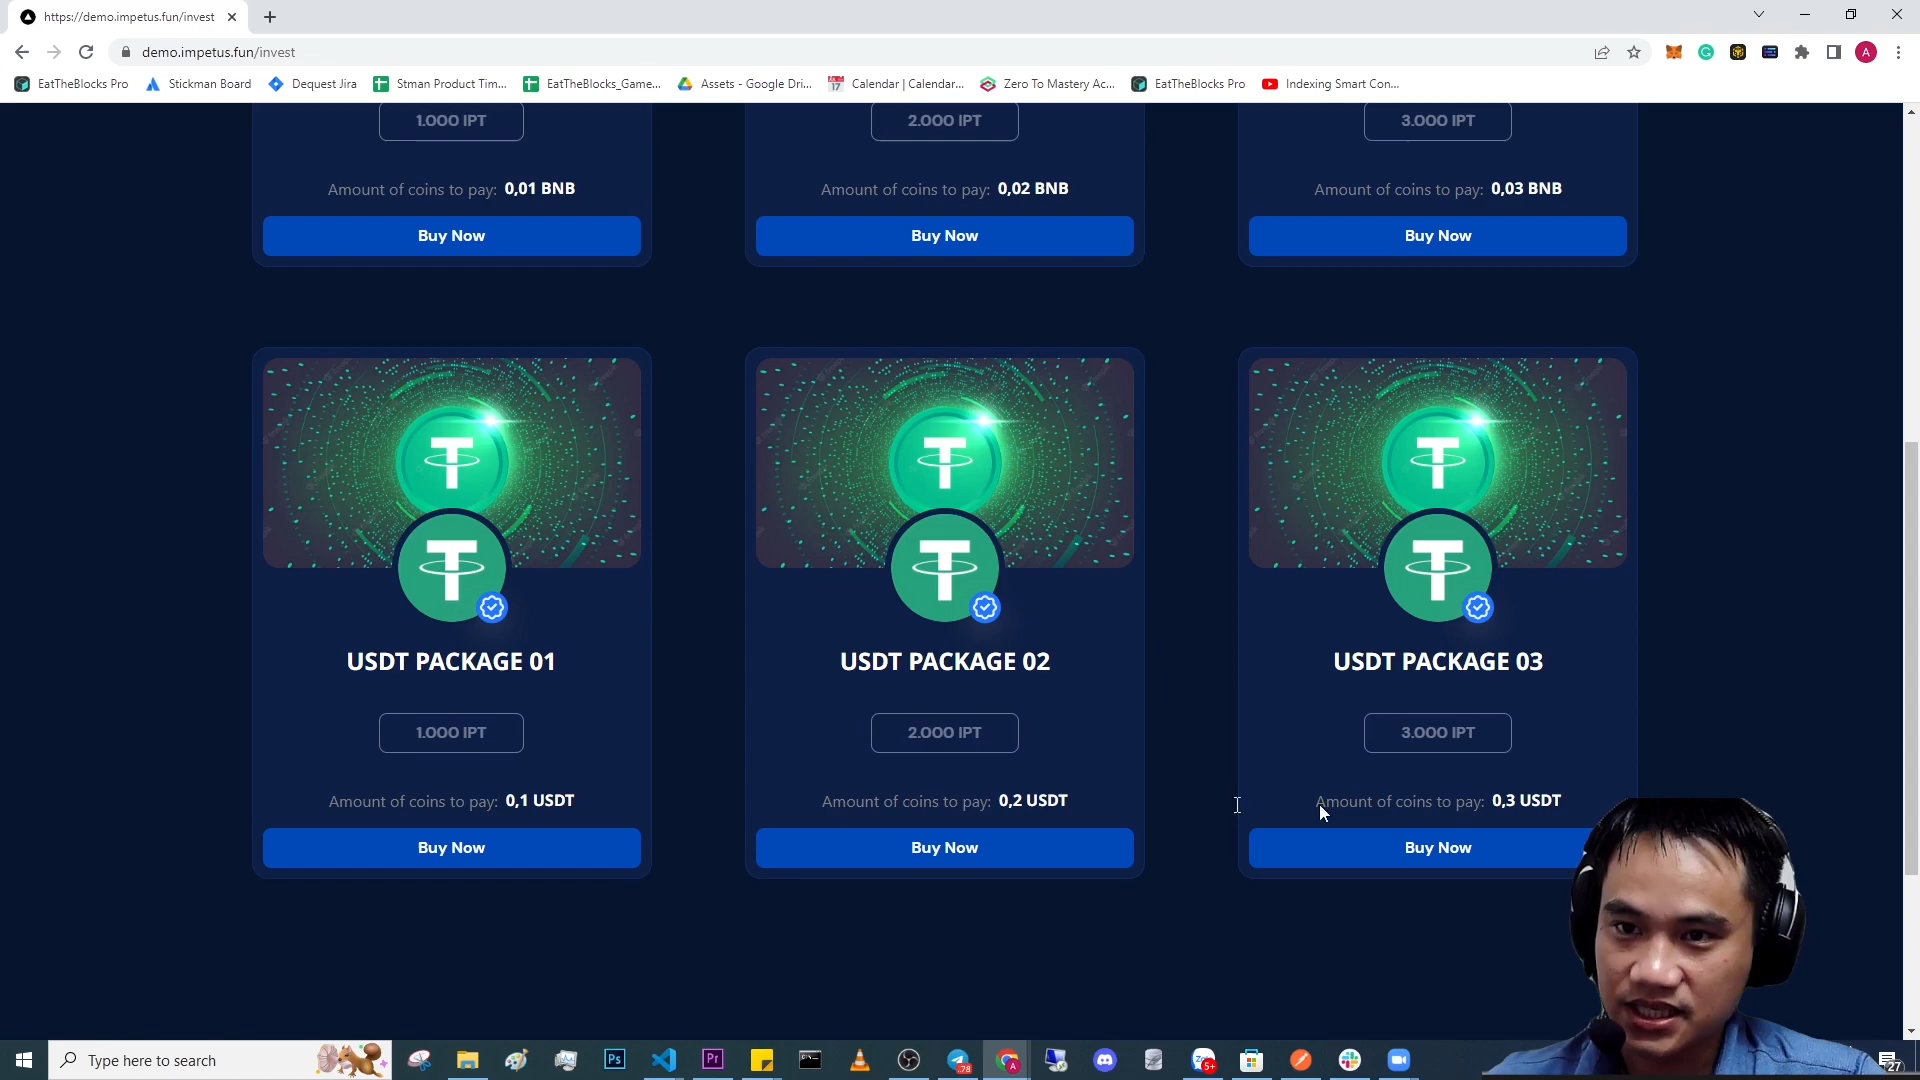 https://demo.impetus.fun/invest
demo.impetus.fun/invest
A
EatTheBlocks Pro
Stickman Board
Dequest Jira
Stman Product Tim...
EatTheBlocks_Game...
Assets - Google Dri...
17
Calendar | Calendar...
Zero To Mastery Ac...
EatTheBlocks Pro
Indexing Smart Con...
1.000 IPT
2.000 IPT
3.000 IPT
Amount of coins to pay: 0,01 BNB
Amount of coins to pay: 0,02 BNB
Amount of coins to pay: 0,03 BNB
Buy Now
Buy Now
Buy Now
USDT PACKAGE 01
USDT PACKAGE 02
USDT PACKAGE 03
1.000 IPT
2.000 IPT
3.000 IPT
Amount of coins to pay: 0,1 USDT
Amount of coins to pay: 0,2 USDT
Amount of coins to pay: 0,3 USDT
Buy Now
Buy Now
Buy Now
Type here to search
Ps
Pr
78
A
5+
27